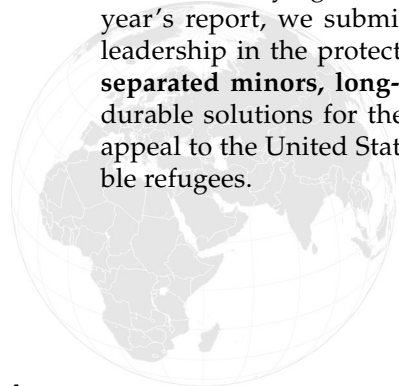 year's report, we submi
leadership in the protect
separated minors, long-
durable solutions for the
appeal to the United Stat
ble refugees.